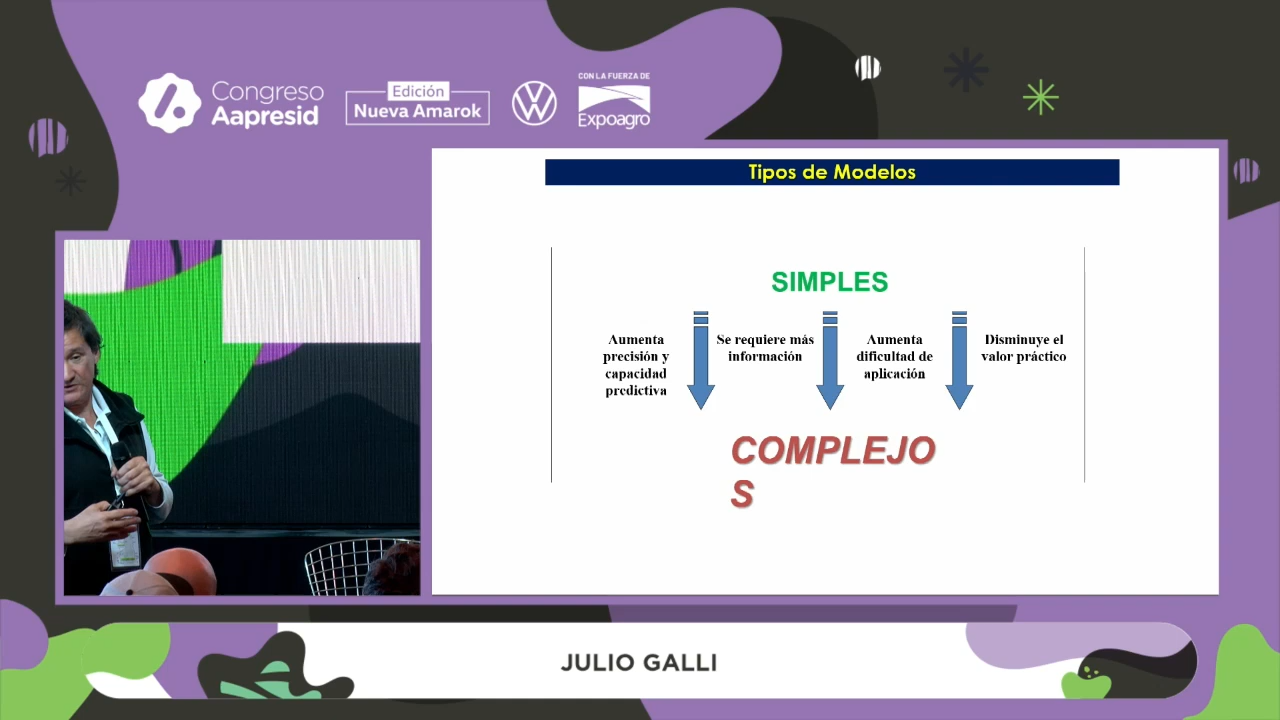 Congreso
Aapresid
Edición
Nueva Amarok
CON LA FUERZA DE
Expoagro
Tipos de Modelos
SIMPLES
Aumenta
precisión y
capacidad
predictiva
Se requiere más
información
Aumenta
dificultad de
aplicación
Disminuye el
valor práctico
COMPLEJO
S
JULIO GALLI